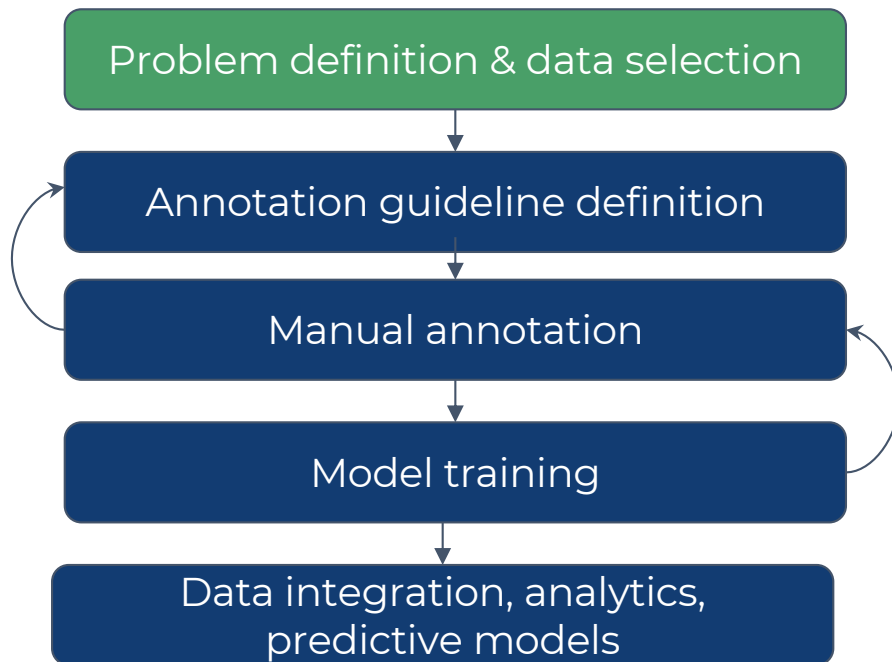 Problem definition & data selection
Annotation guideline definition
Manual annotation
Model training
Data integration, analytics,
predictive models